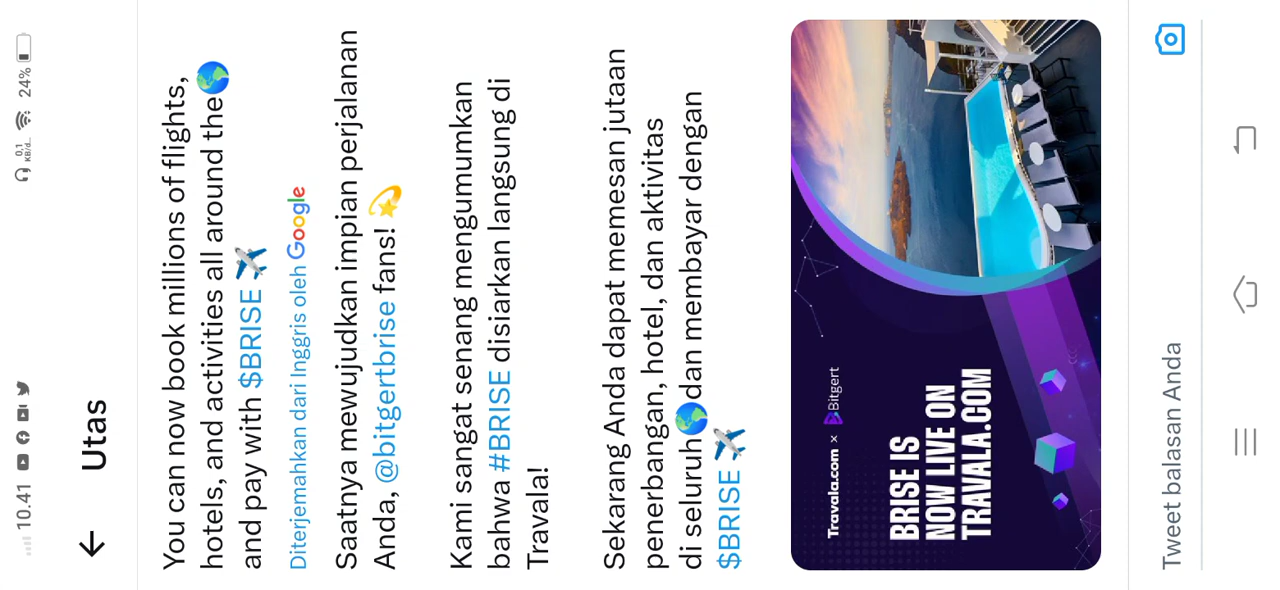 10.41
0,1
KB/d..
24%
Utas
You can now book millions of flights,
hotels, and activities all around the🌎
and pay with $BRISE ✈️
Diterjemahkan dari Inggris oleh Google
Saatnya mewujudkan impian perjalanan
Anda, @bitgertbrise fans! 💫
Kami sangat senang mengumumkan
bahwa #BRISE disiarkan langsung di
Travala!
Sekarang Anda dapat memesan jutaan
penerbangan, hotel, dan aktivitas
di seluruh🌎dan membayar dengan
$BRISE ✈️
Travala.com × Bitgert
BRISE IS
NOW LIVE ON
TRAVALA.COM
Tweet balasan Anda